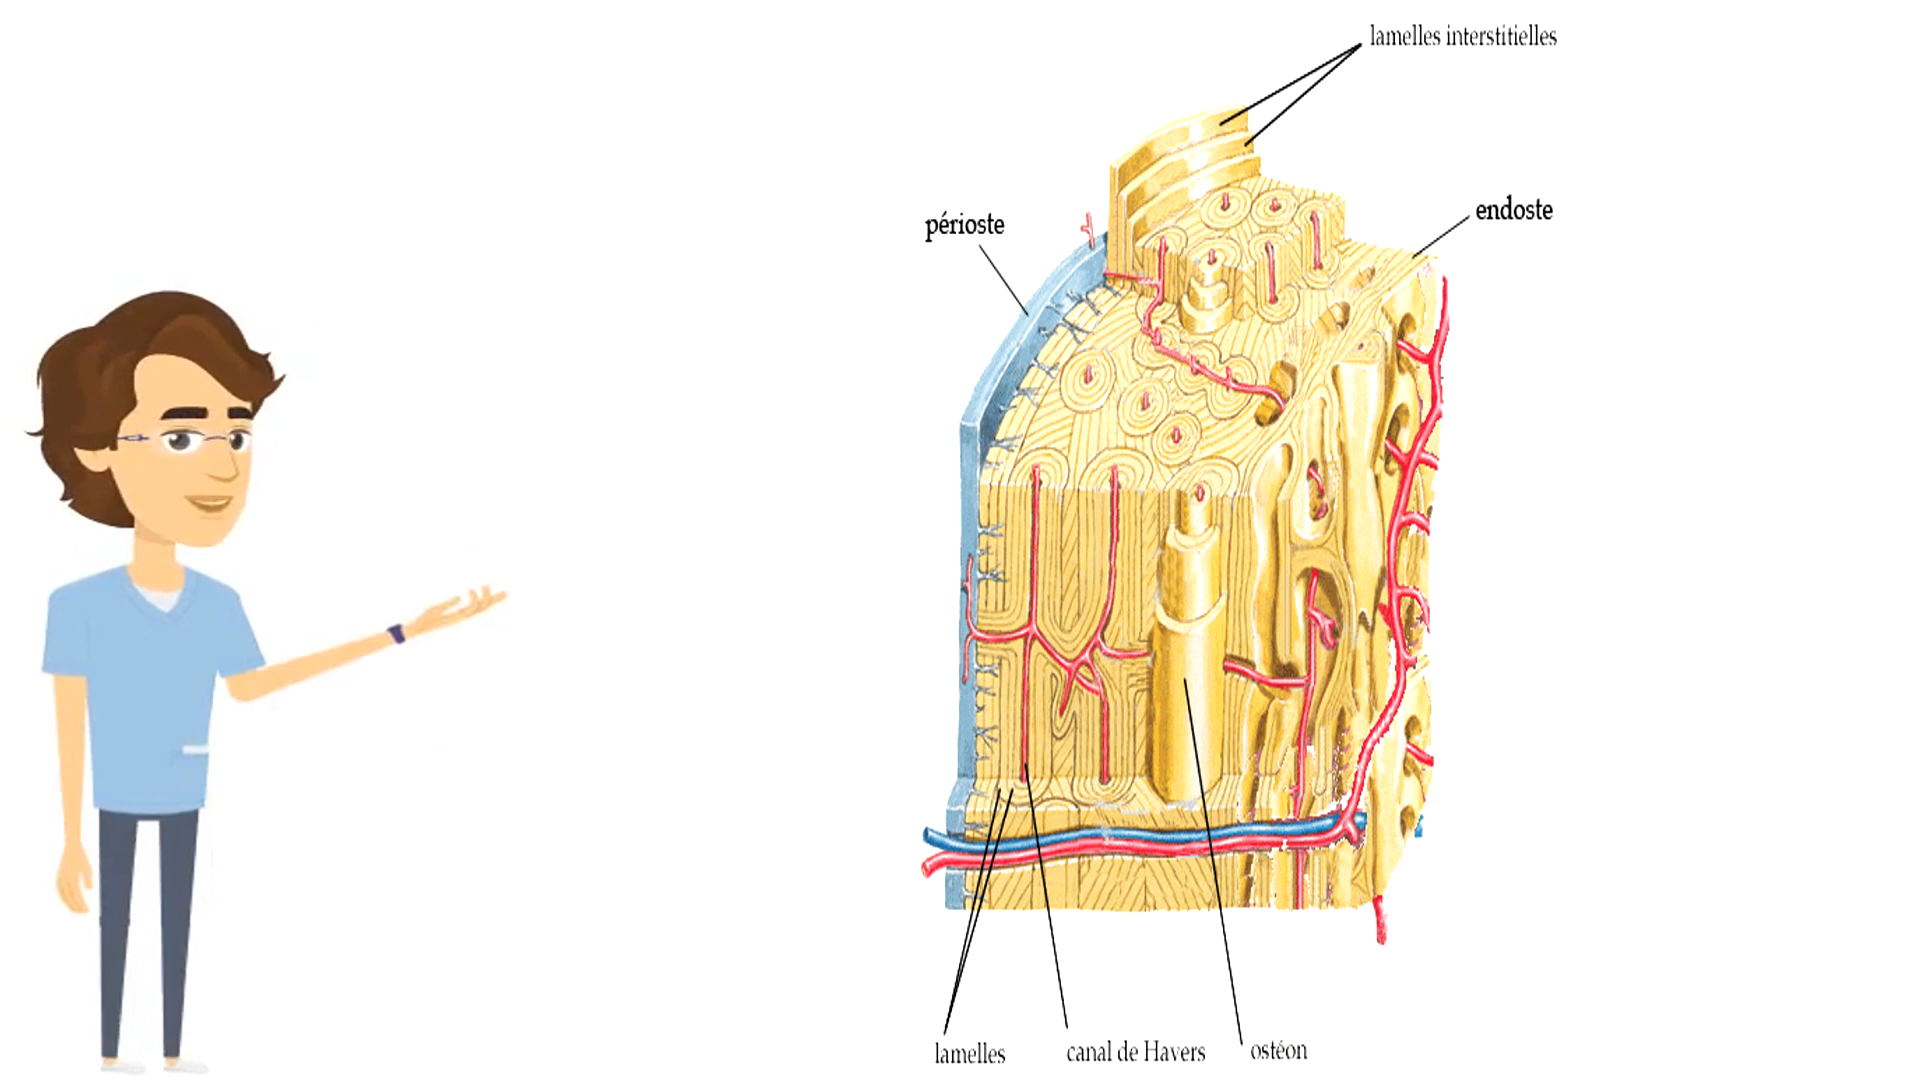 lamelles interstitielles
périoste
endoste
lamelles
canal de Havers
ostéon